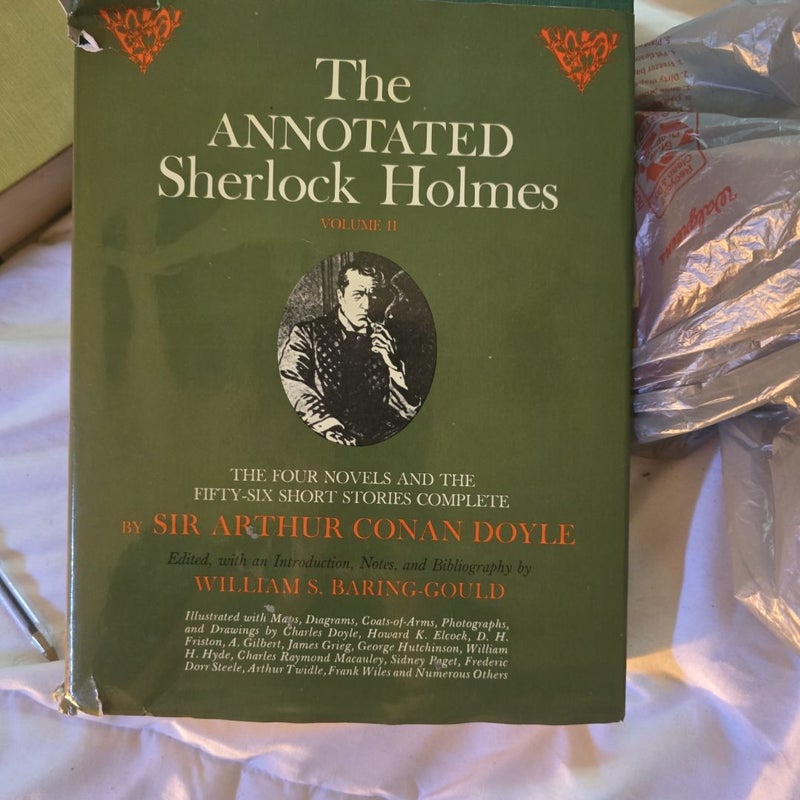 The
ANNOTATED
Sherlock Holmes
VOLUME II
THE FOUR NOVELS AND THE
FIFTY-SIX SHORT STORIES COMPLETE
BY SIR ARTHUR CONAN DOYLE
Edited, with an Introduction, Notes, and Bibliography by
WILLIAM S. BARING-GOULD
Illustrated with Maps, Diagrams, Coats-of-Arms, Photographs,
and Drawings by Charles Doyle, Howard K. Elcock, D. H.
Friston, A. Gilbert, James Greig, George Hutchinson, William
H. Hyde, Charles Raymond Macauley, Sidney Paget, Frederic
Dorr Steele, Arthur Twidle, Frank Wiles and Numerous Others
Walgreens